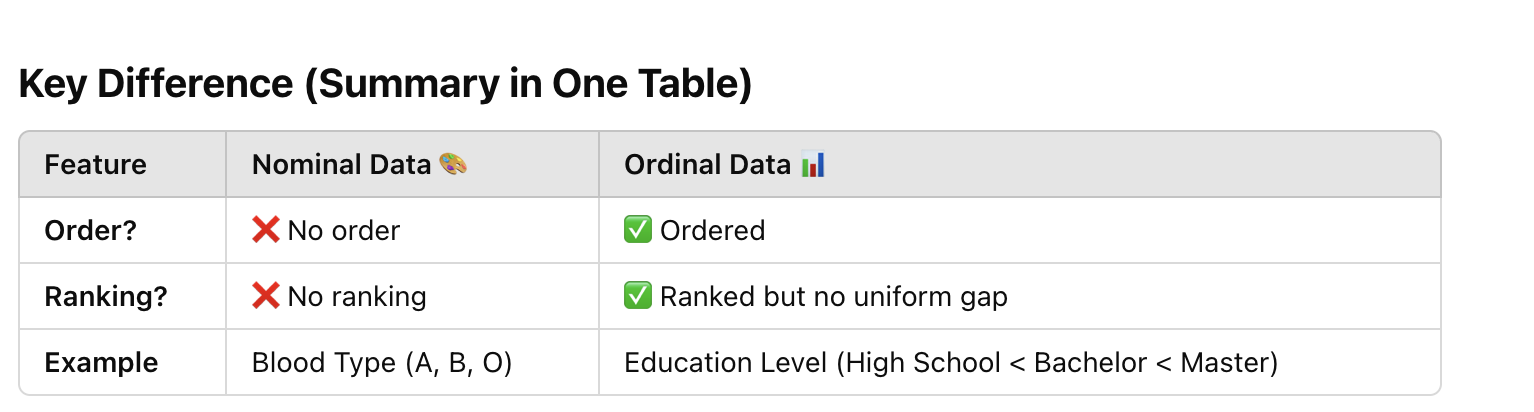 Key Difference (Summary in One Table)
Feature Nominal Data 🎨 Ordinal Data 📊
Order? ❌ No order ✅ Ordered
Ranking? ❌ No ranking ✅ Ranked but no uniform gap
Example Blood Type (A, B, O) Education Level (High School < Bachelor < Master)